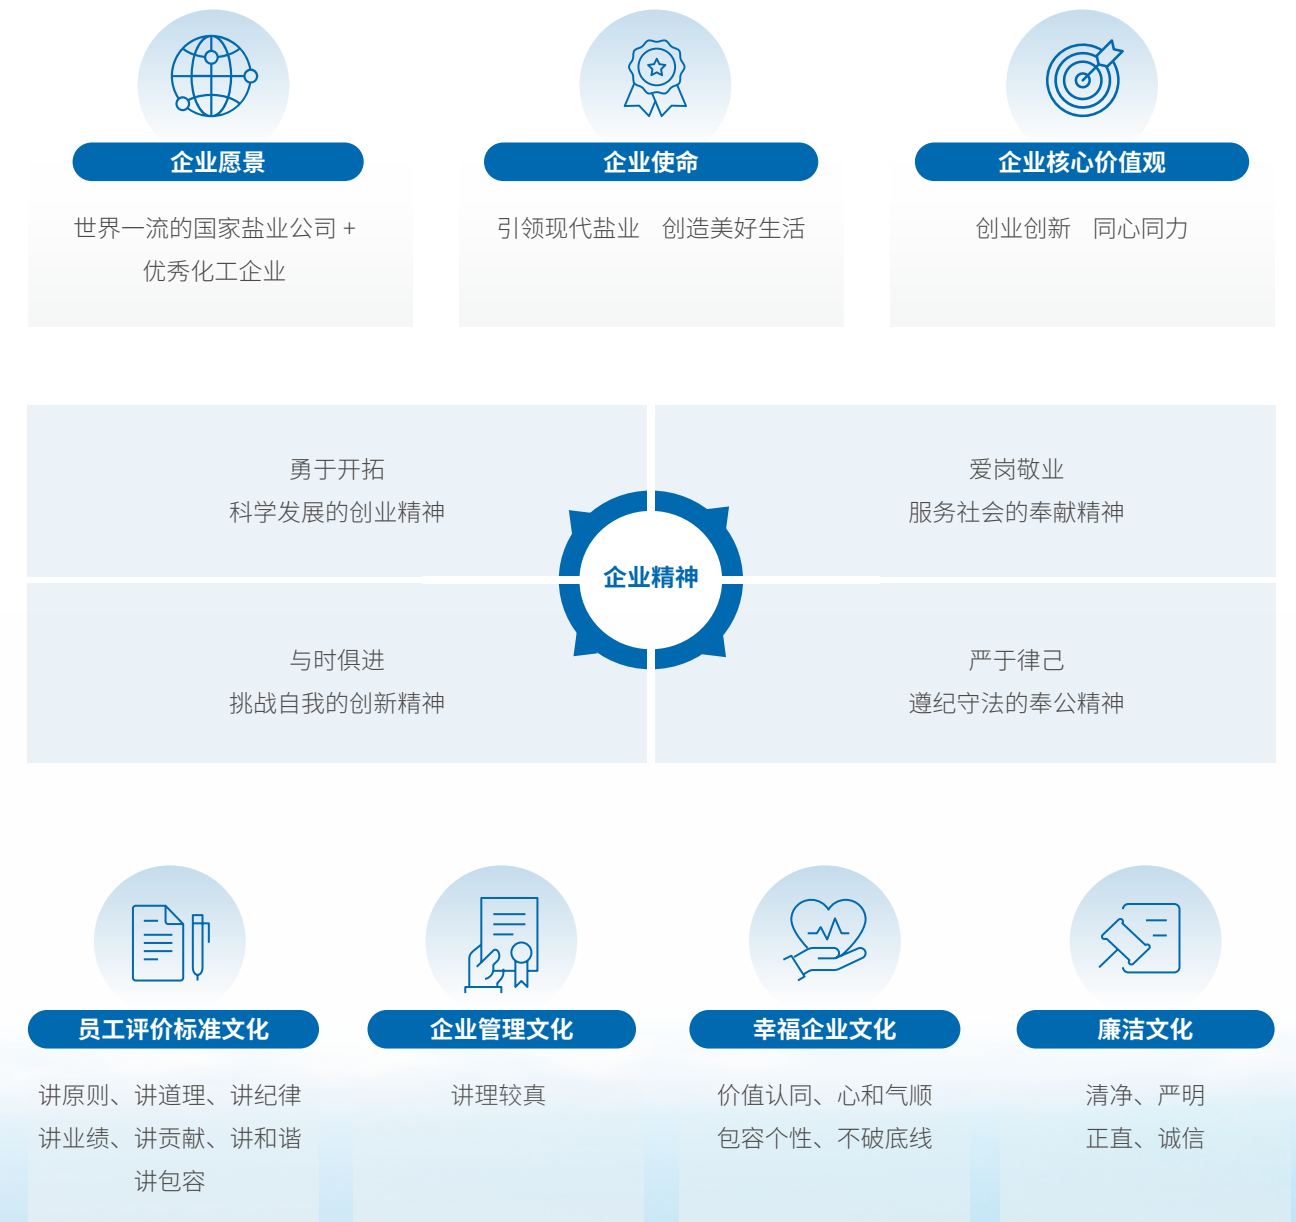 企业愿景
世界一流的国家盐业公司 +
优秀化工企业
企业使命
引领现代盐业 创造美好生活
企业核心价值观
创业创新 同心同力
勇于开拓
科学发展的创业精神
爱岗敬业
服务社会的奉献精神
企业精神
与时俱进
挑战自我的创新精神
严于律己
遵纪守法的奉公精神
员工评价标准文化
讲原则、讲道理、讲纪律
讲业绩、讲贡献、讲和谐
讲包容
企业管理文化
讲理较真
幸福企业文化
价值认同、心和气顺
包容个性、不破底线
廉洁文化
清净、严明
正直、诚信